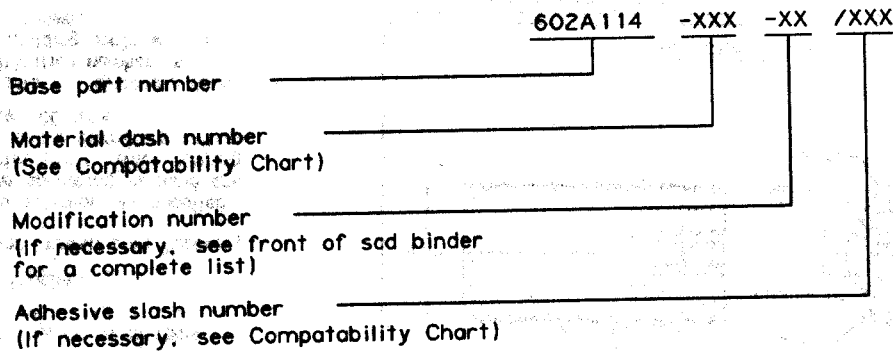 602A114 -XXX -XX /XXX
Base part number
Material dash number
(See Compatability Chart)
Modification number
(If necessary, see front of scd binder
for a complete list)
Adhesive slash number
(If necessary, see Compatability Chart)